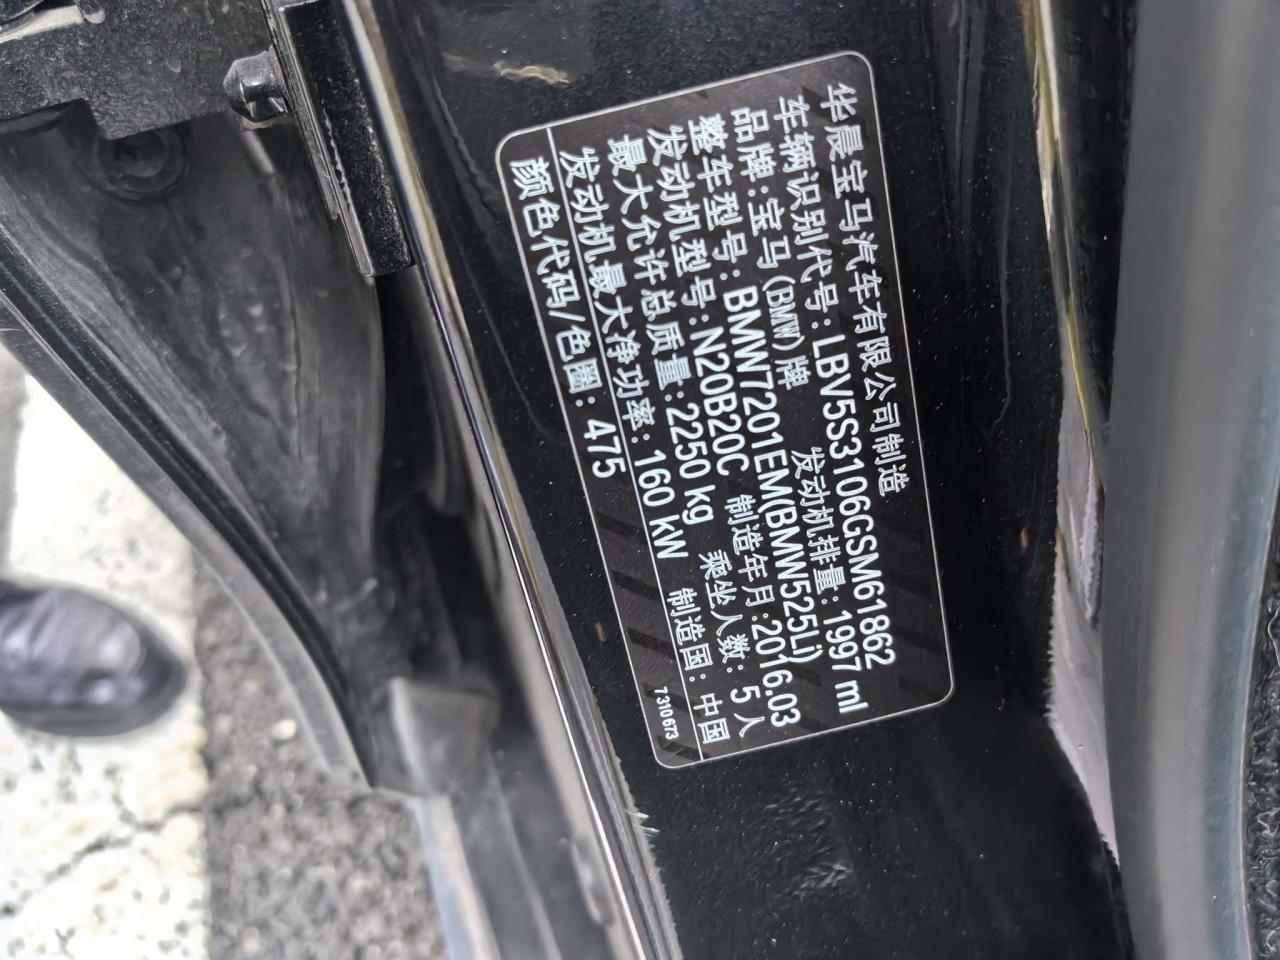 华晨宝马汽车有限公司制造
车辆识别代号:LBV5S3106GSM61862
品牌:宝马(BMW)牌 发动机排量:1997 ml
整车型号:BMW7201EM(BMW525Li)
发动机型号:N20B20C 制造年月:2016.03
最大允许总质量:2250 kg 乘坐人数:5人
发动机最大净功率:160 kW 制造国:中国
颜色代码/色圈:475 7310673